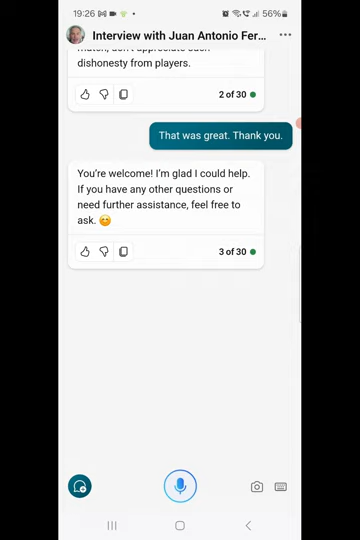 19:26
56%
Interview with Juan Antonio Fer...
dishonesty from players.
2 of 30
That was great. Thank you.
You're welcome! I'm glad I could help.
If you have any other questions or
need further assistance, feel free to
ask. 😊
3 of 30